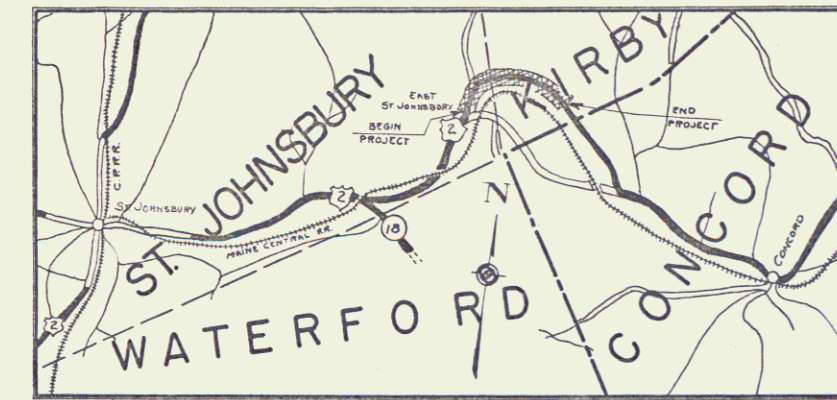 KIRBY
EAST
ST. JOHNSBURY
BEGIN
PROJECT
2
END
PROJECT
C.P.R.R.
ST. JOHNSBURY
ST JOHNSBURY
2
18
MAINE CENTRAL RR.
N
CONCORD
CONCORD
2
WATERFORD